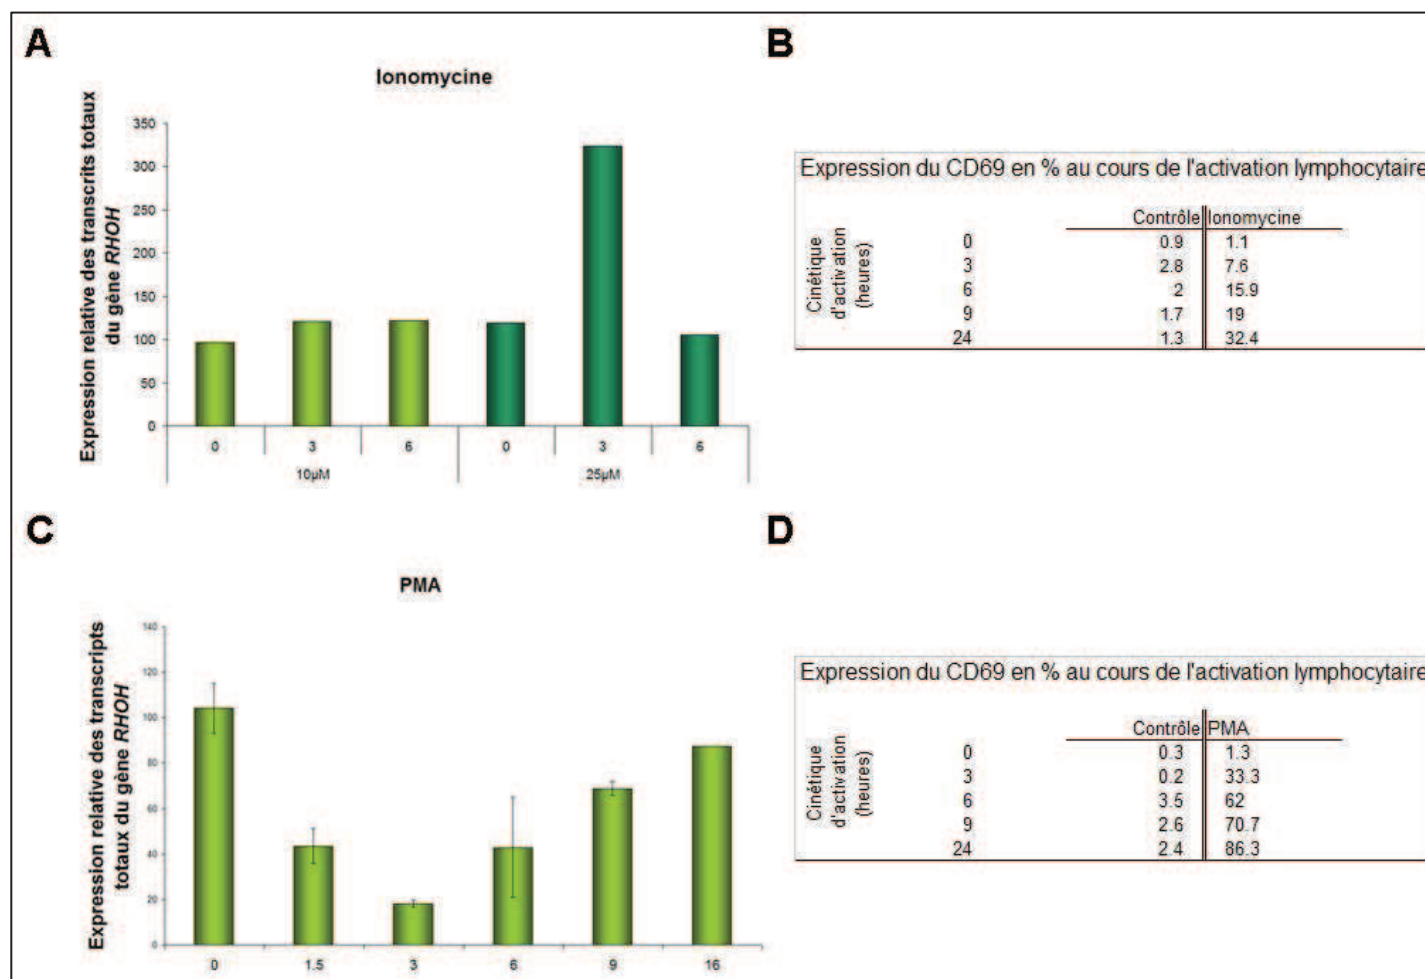 A
Ionomycine
Expression relative des transcrits totaux
du gène RHOH
350
300
250
200
150
100
50
0
0 3 6 0 3 6
10µM 25µM
B
Expression du CD69 en % au cours de l'activation lymphocytaire
Contrôle Ionomycine
Cinétique
d'activation
(heures)
0 0.9 1.1
3 2.8 7.6
6 2 15.9
9 1.7 19
24 1.3 32.4
C
PMA
Expression relative des transcripts
totaux du gène RHOH
140
120
100
80
60
40
20
0
0 1.5 3 6 9 16
D
Expression du CD69 en % au cours de l'activation lymphocytaire
Contrôle PMA
Cinétique
d'activation
(heures)
0 0.3 1.3
3 0.2 33.3
6 3.5 62
9 2.6 70.7
24 2.4 86.3